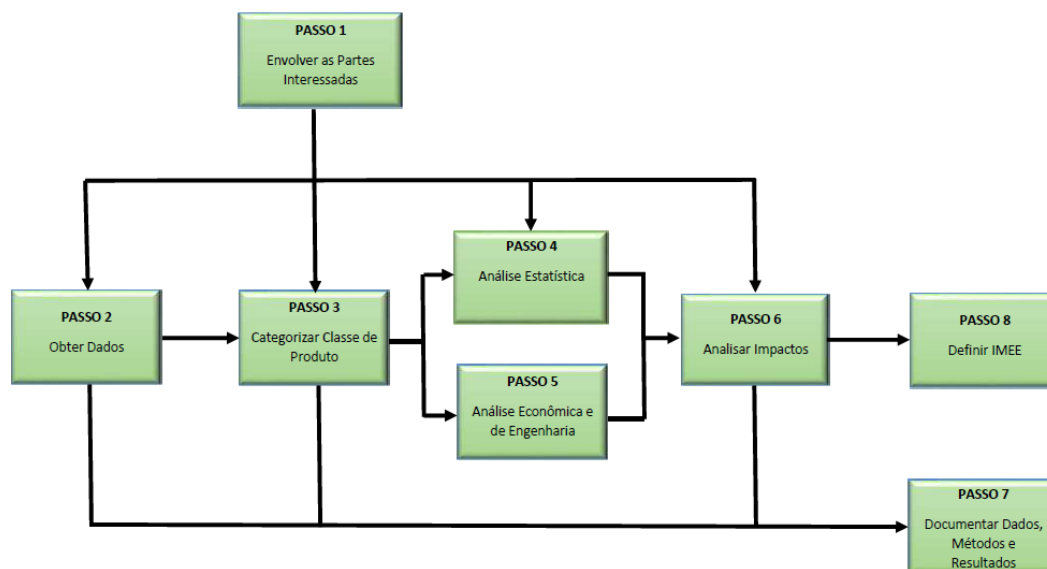 PASSO 1
Envolver as Partes
Interessadas
PASSO 2
Obter Dados
PASSO 3
Categorizar Classe de
Produto
PASSO 4
Análise Estatística
PASSO 5
Análise Econômica e
de Engenharia
PASSO 6
Analisar Impactos
PASSO 8
Definir IMEE
PASSO 7
Documentar Dados,
Métodos e
Resultados